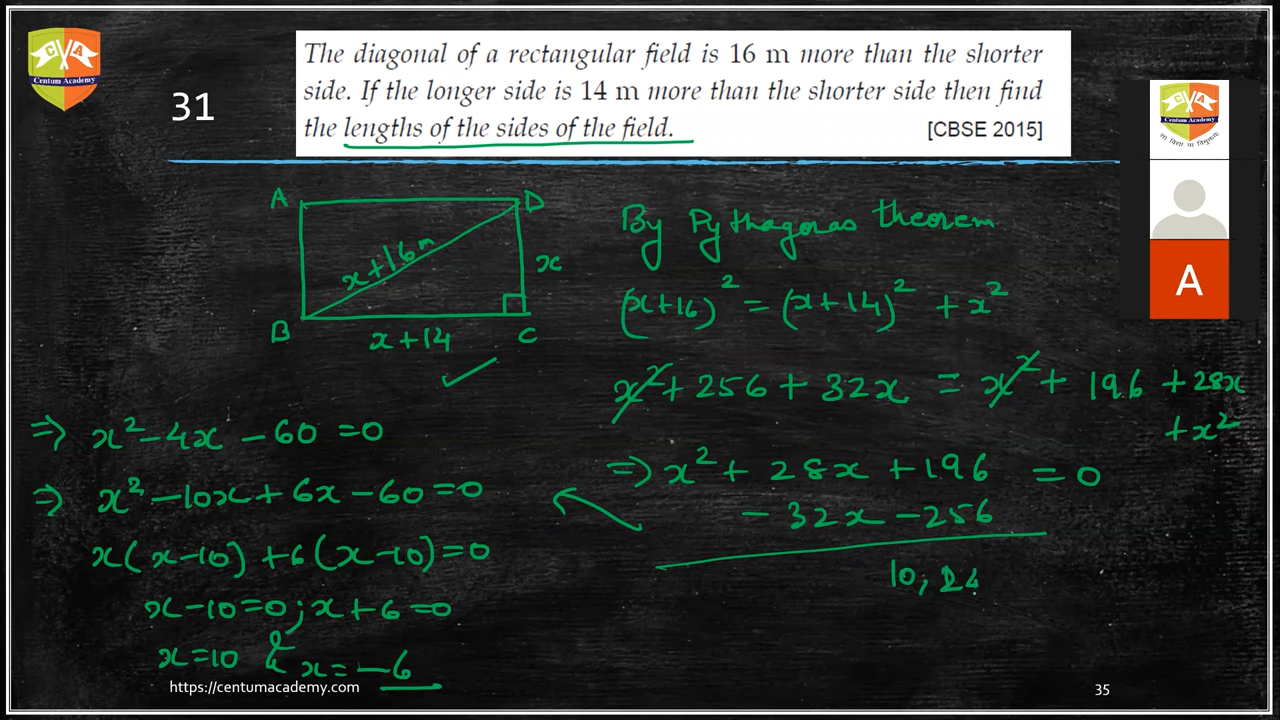 CVA
Centum Academy
31
The diagonal of a rectangular field is 16 m more than the shorter
side. If the longer side is 14 m more than the shorter side then find
the lengths of the sides of the field. [CBSE 2015]
Centum Academy
A
A D
x+16m
x
B C
x+14
By Pythagoras theorem
(x+16)² = (x+14)² + x²
x² + 256 + 32x = x² + 196 + 28x
+ x²
⇒ x² + 28x + 196 = 0
- 32x - 256
10, 24
⇒ x² - 4x - 60 = 0
⇒ x² - 10x + 6x - 60 = 0
x(x-10) + 6(x-10) = 0
x-10=0; x+6=0
x=10 & x=-6
https://centumacademy.com
35